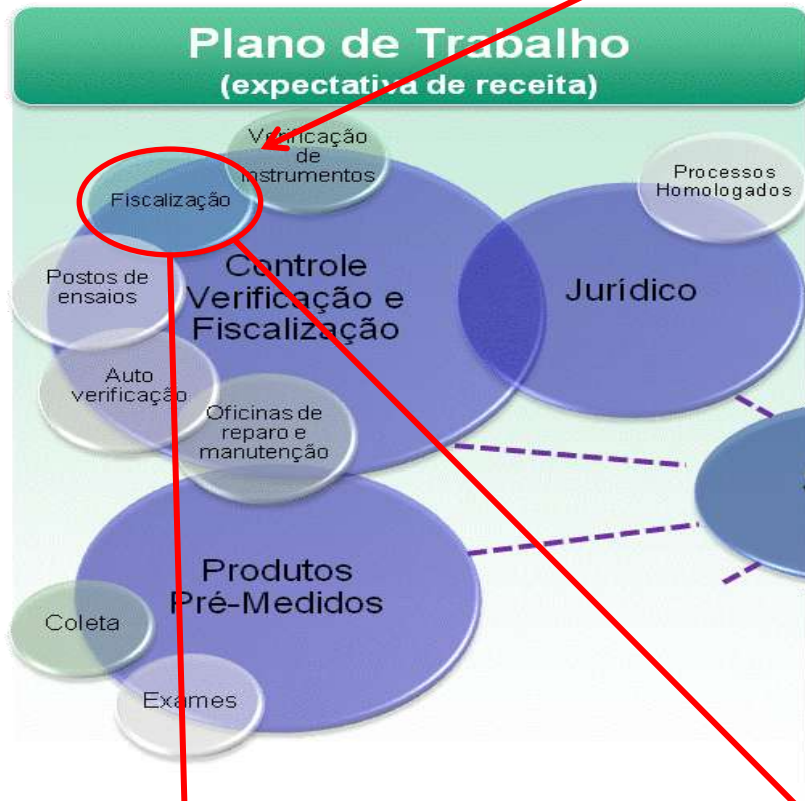 Plano de Trabalho
(expectativa de receita)
Verificação
de
instrumentos
Fiscalização
Processos
Homologados
Postos de
ensaios
Controle
Verificação e
Fiscalização
Jurídico
Auto
verificação
Oficinas de
reparo e
manutenção
Produtos
Pré-Medidos
Coleta
Exames